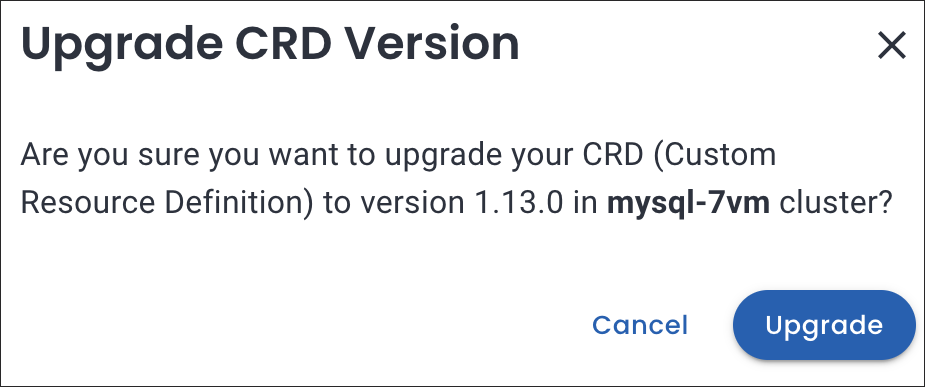 Upgrade CRD Version
Are you sure you want to upgrade your CRD (Custom
Resource Definition) to version 1.13.0 in mysql-7vm cluster?
Cancel
Upgrade